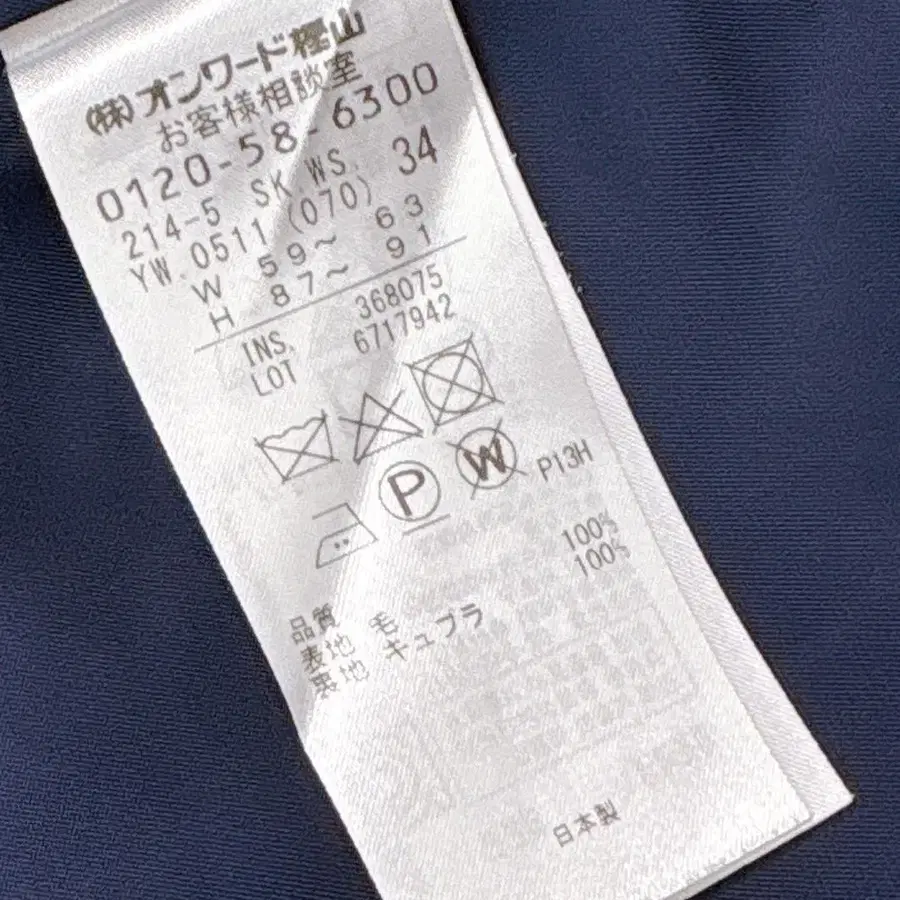 ㈱オンワード樫山
お客様相談室
0120-58-6300
214-5 SK.WS. 34
YW.0511(070)
W 59～ 63
H 87～ 91
INS. 368075
LOT 6717942
W
P P13H
品質
表地 毛 100%
裏地 キュプラ 100%
日本製